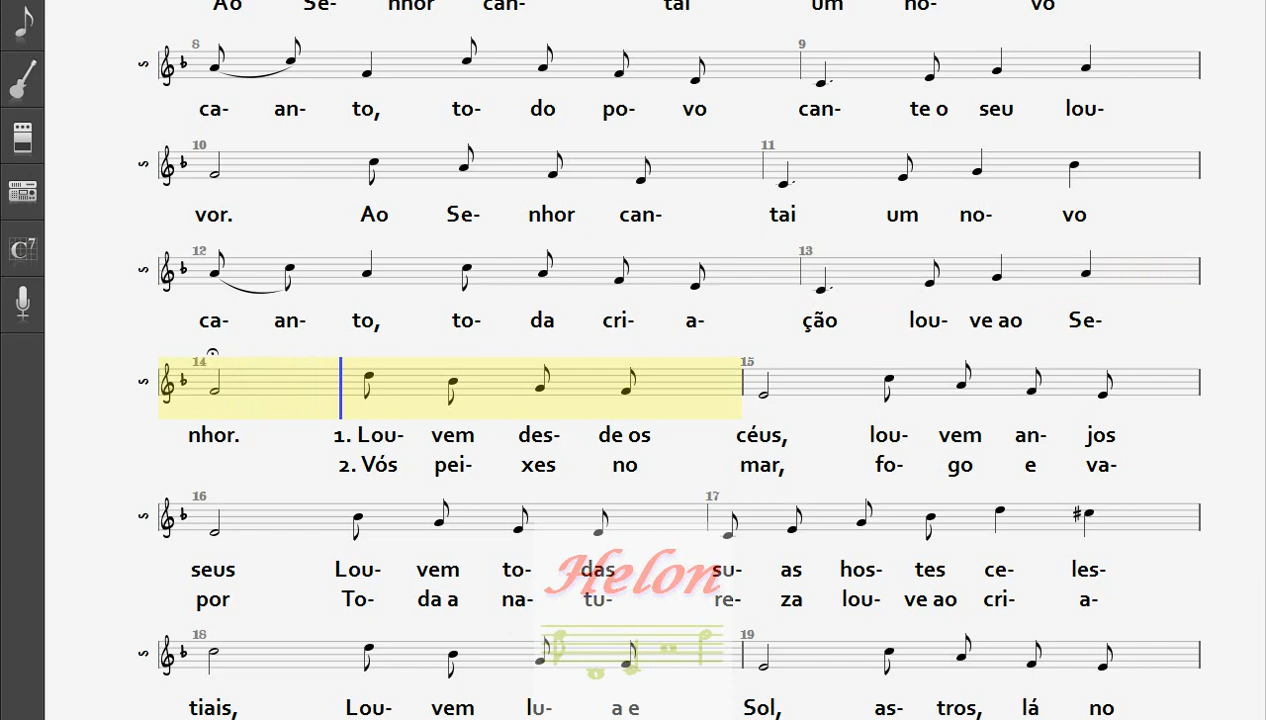 Ao Se- nhor can- tai um no- vo
8 9
S
ca- an- to, to- do po- vo can- te o seu lou-
10 11
S
vor. Ao Se- nhor can- tai um no- vo
12 13
S
ca- an- to, to- da cri- a- ção lou- ve ao Se-
14 15
S
nhor. 1. Lou- vem des- de os céus, lou- vem an- jos
2. Vós pei- xes no mar, fo- go e va-
16 17
S
seus Lou- vem to- das su- as hos- tes ce- les-
por To- da a na- tu- re- za lou- ve ao cri- a-
Helon
18 19
S
tiais, Lou- vem lu- a e Sol, as- tros, lá no
C7